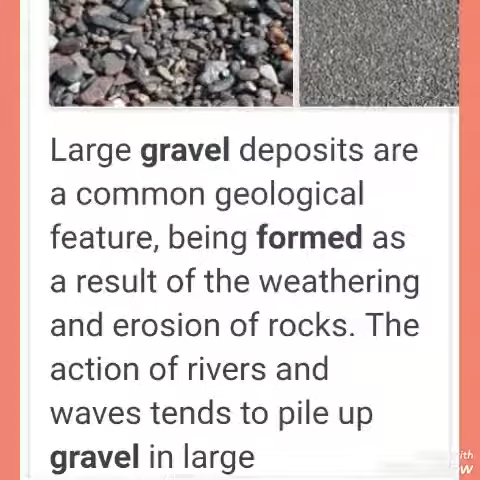 Large gravel deposits are
a common geological
feature, being formed as
a result of the weathering
and erosion of rocks. The
action of rivers and
waves tends to pile up
gravel in large